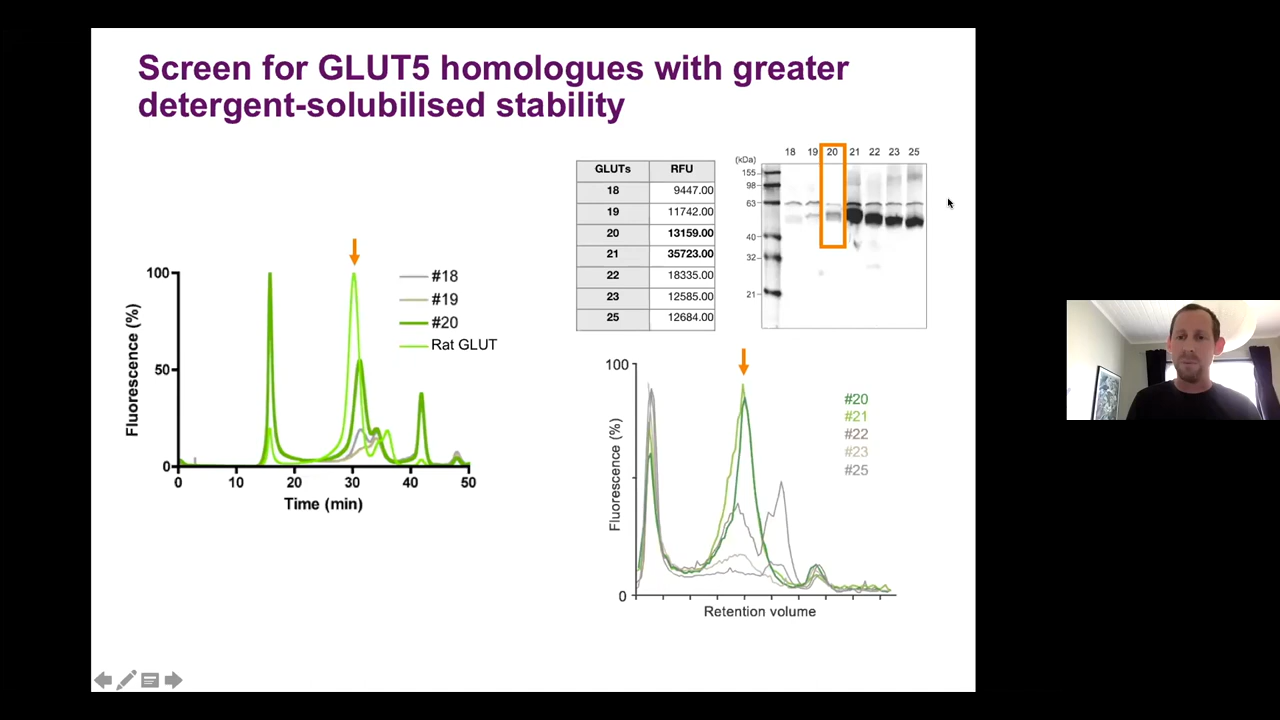 Screen for GLUT5 homologues with greater
detergent-solubilised stability
100
50
0
0 10 20 30 40 50
Fluorescence (%)
Time (min)
#18
#19
#20
Rat GLUT
GLUTs RFU
18 9447.00
19 11742.00
20 13159.00
21 35723.00
22 18335.00
23 12585.00
25 12684.00
18 19 20 21 22 23 25
(kDa)
155
98
63
40
32
21
100
0
Fluorescence (%)
Retention volume
#20
#21
#22
#23
#25